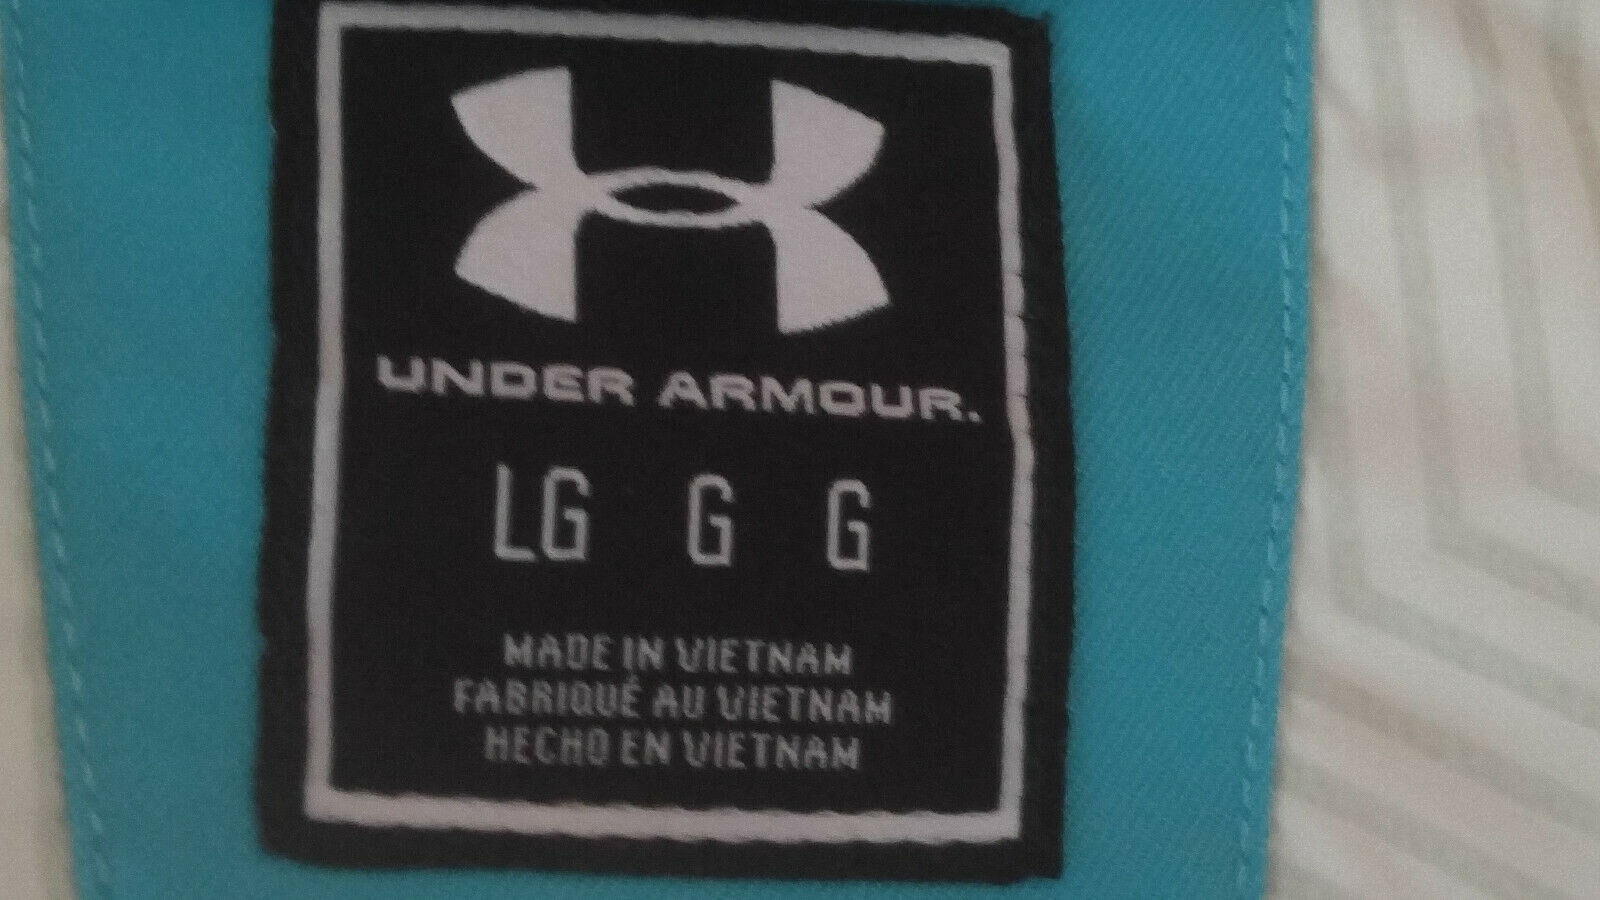 UNDER ARMOUR.
LG G G
MADE IN VIETNAM
FABRIQUÉ AU VIETNAM
HECHO EN VIETNAM